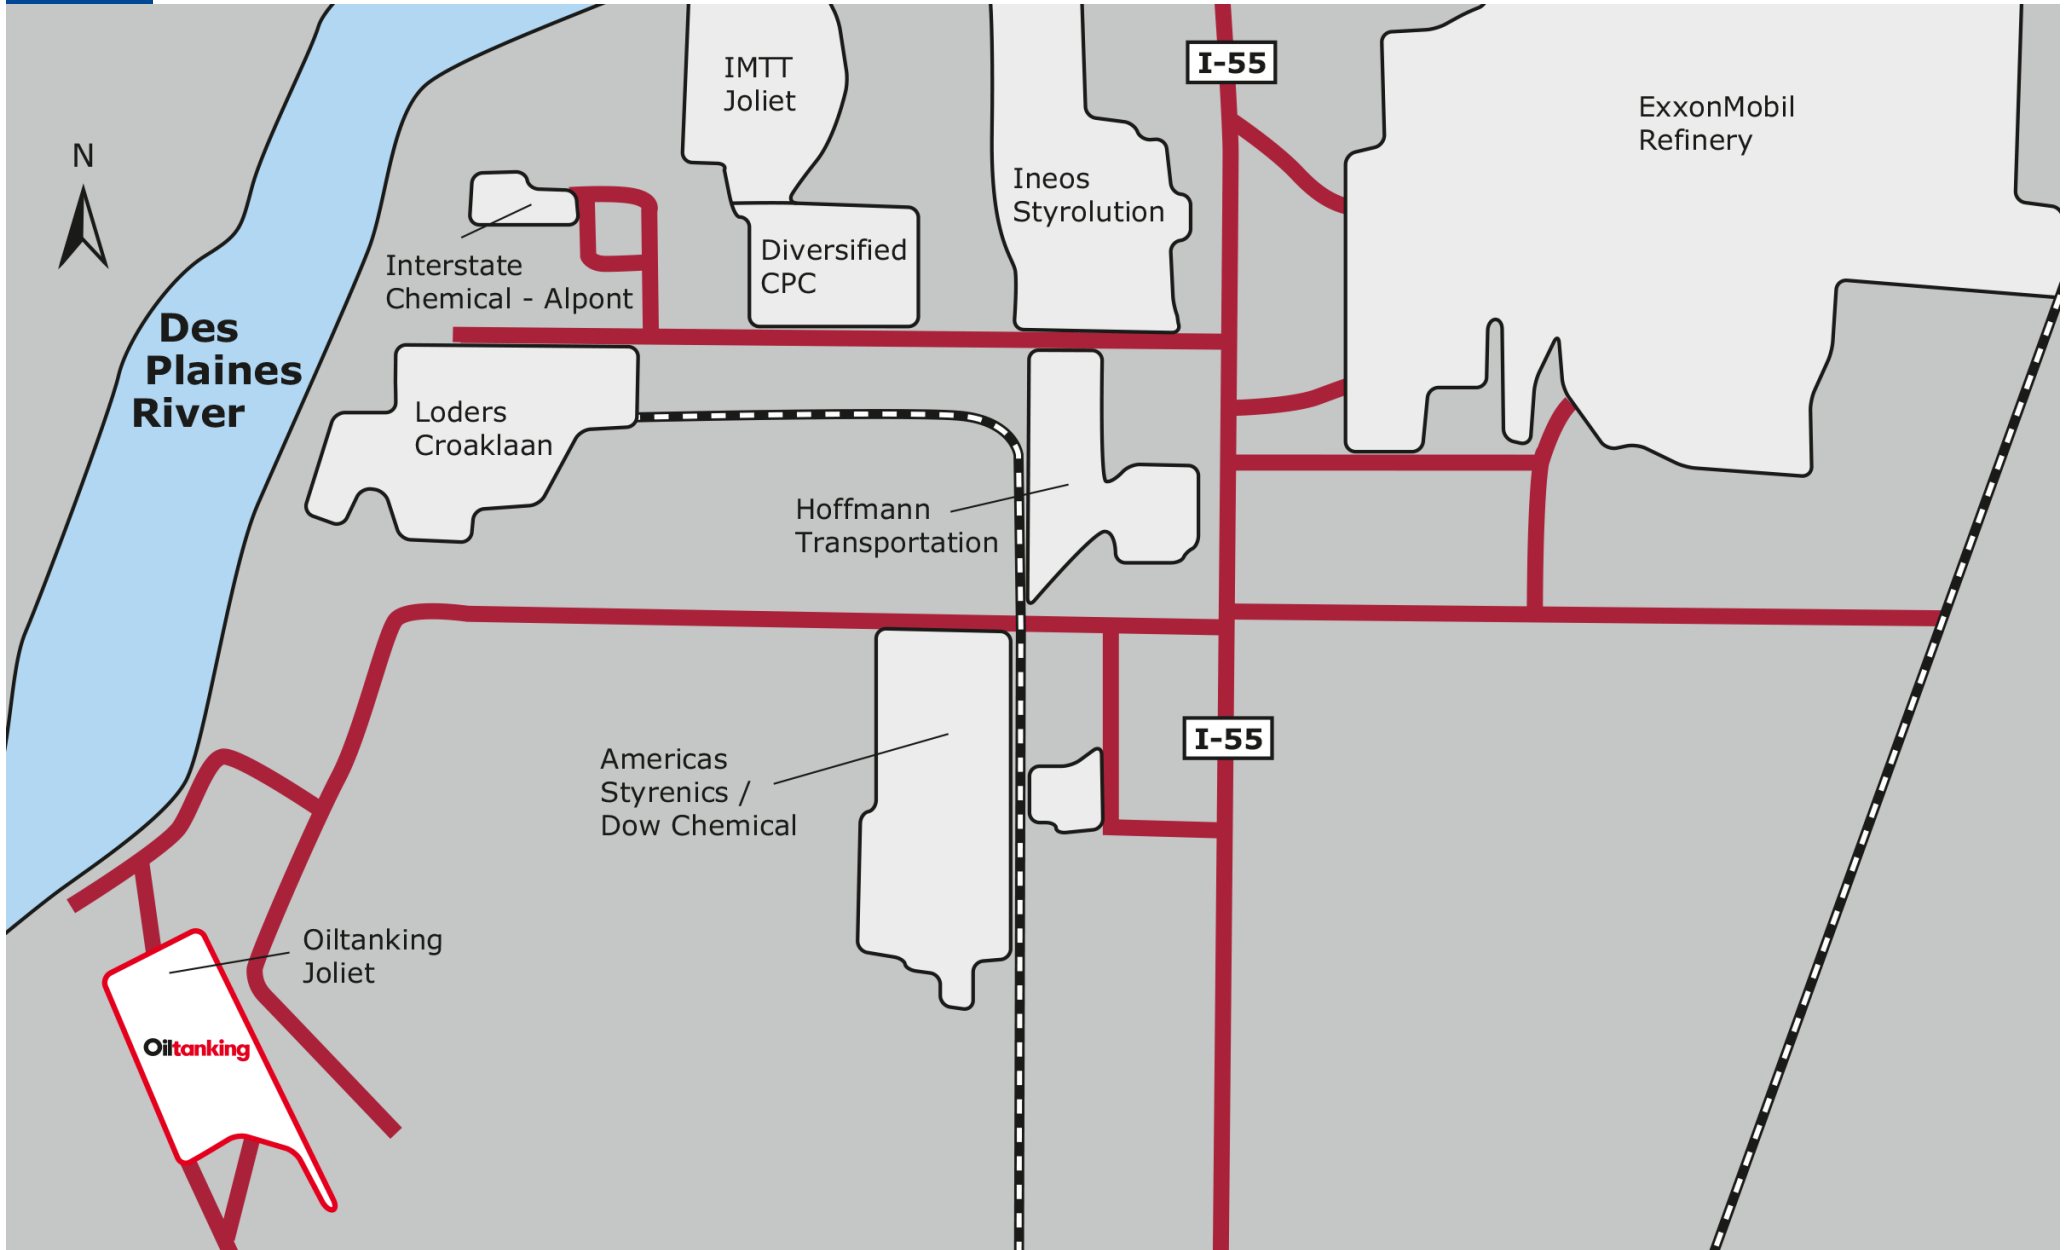 I-55
IMTT
Joliet
ExxonMobil
Refinery
N
Ineos
Styrolution
Diversified
CPC
Interstate
Chemical - Alpont
Des
Plaines
River
Loders
Croaklaan
Hoffmann
Transportation
I-55
Americas
Styrenics /
Dow Chemical
Oiltanking
Joliet
Oiltanking